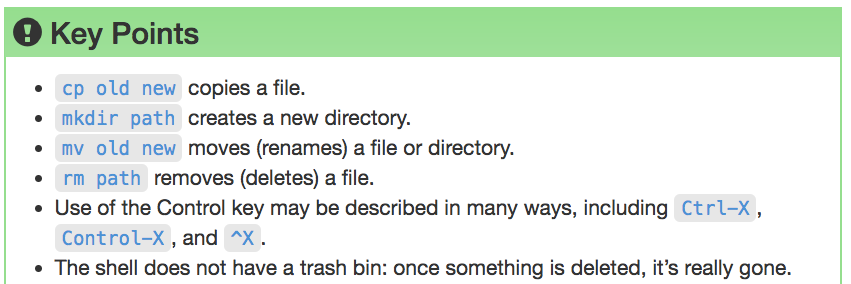 Key Points
cp old new copies a file.
mkdir path creates a new directory.
mv old new moves (renames) a file or directory.
rm path removes (deletes) a file.
Use of the Control key may be described in many ways, including Ctrl-X,
Control-X, and ^X.
The shell does not have a trash bin: once something is deleted, it’s really gone.